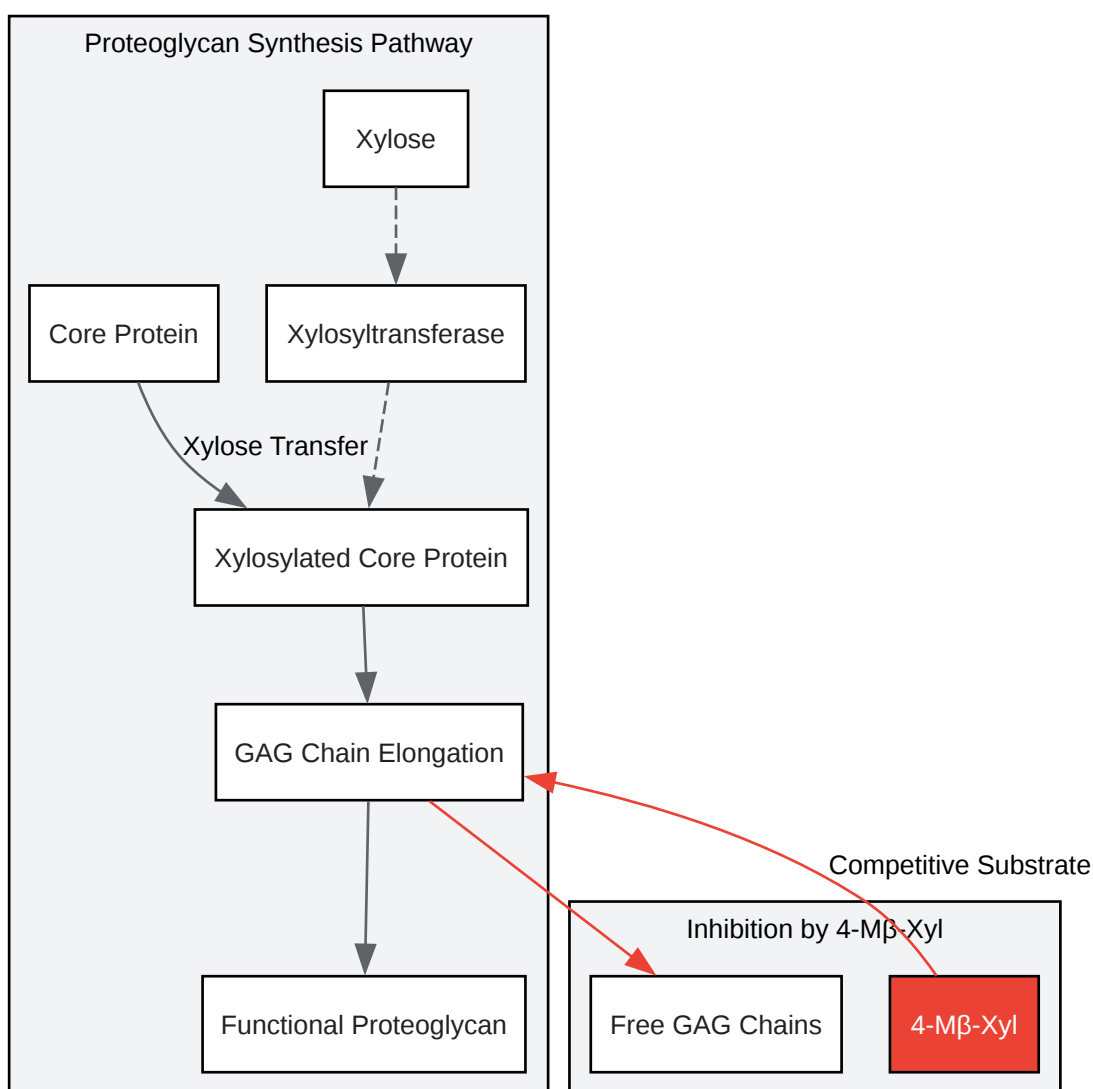 Proteoglycan Synthesis Pathway
Xylose
Core Protein
Xylosyltransferase
Xylose Transfer
Xylosylated Core Protein
GAG Chain Elongation
Competitive Substrate
Inhibition by 4-Mβ-Xyl
Functional Proteoglycan
Free GAG Chains
4-Mβ-Xyl